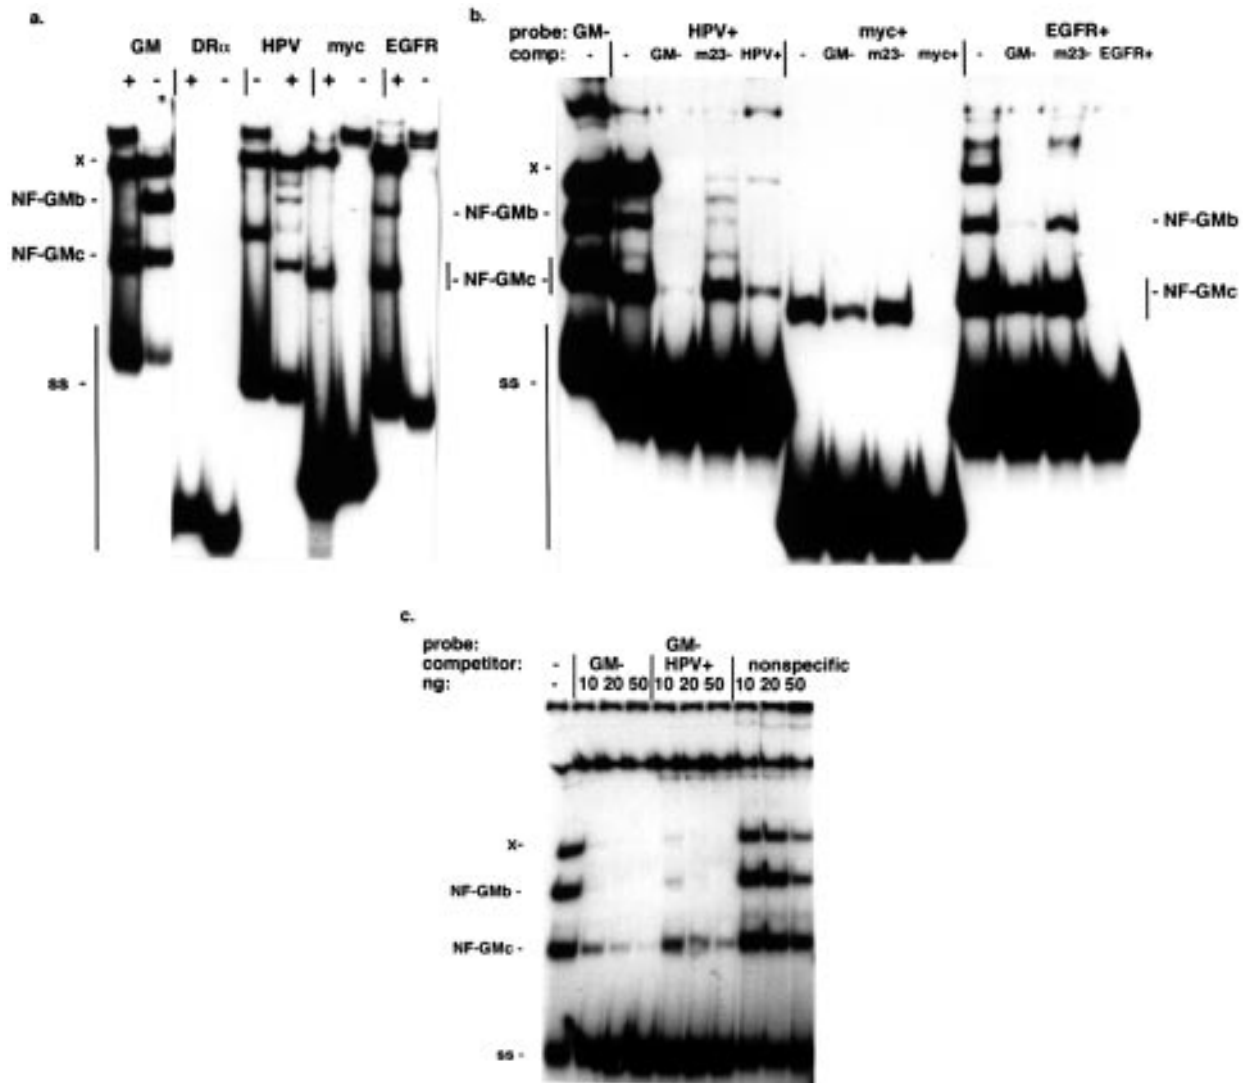 a.
GM DRα HPV myc EGFR
+ - + - - + + - + -
x -
NF-GMb -
NF-GMc -
ss -
b.
probe: GM- HPV+ myc+ EGFR+
comp: - - GM- m23- HPV+ - GM- m23- myc+ - GM- m23- EGFR+
x -
- NF-GMb - - NF-GMb
- NF-GMc - - NF-GMc
ss -
c.
probe: GM-
competitor: - GM- HPV+ nonspecific
ng: - 10 20 50 10 20 50 10 20 50
x-
NF-GMb -
NF-GMc -
ss -